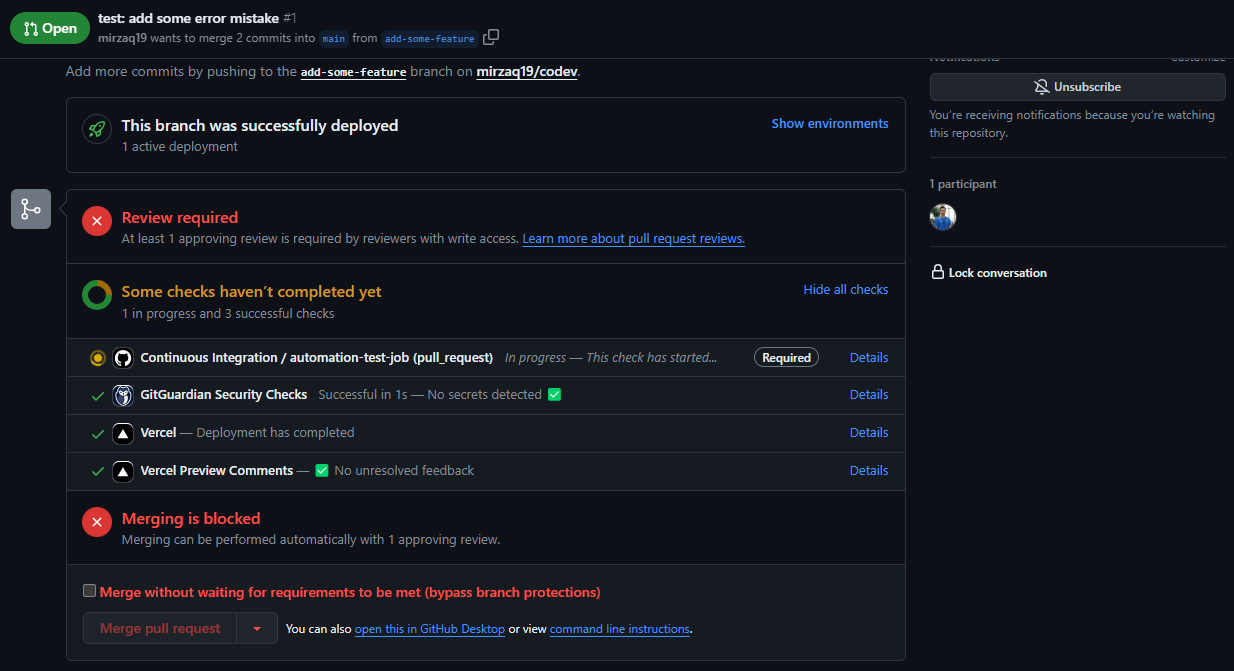 Open
test: add some error mistake #1
mirzaq19 wants to merge 2 commits into main from add-some-feature
Add more commits by pushing to the add-some-feature branch on mirzaq19/codev.
This branch was successfully deployed
1 active deployment
Show environments
Review required
At least 1 approving review is required by reviewers with write access. Learn more about pull request reviews.
Some checks haven't completed yet
1 in progress and 3 successful checks
Hide all checks
Continuous Integration / automation-test-job (pull_request) In progress — This check has started... Required Details
GitGuardian Security Checks Successful in 1s — No secrets detected ✅ Details
Vercel — Deployment has completed Details
Vercel Preview Comments — ✅ No unresolved feedback Details
Merging is blocked
Merging can be performed automatically with 1 approving review.
Merge without waiting for requirements to be met (bypass branch protections)
Merge pull request
You can also open this in GitHub Desktop or view command line instructions.
Notifications Customize
Unsubscribe
You're receiving notifications because you're watching
this repository.
1 participant
Lock conversation